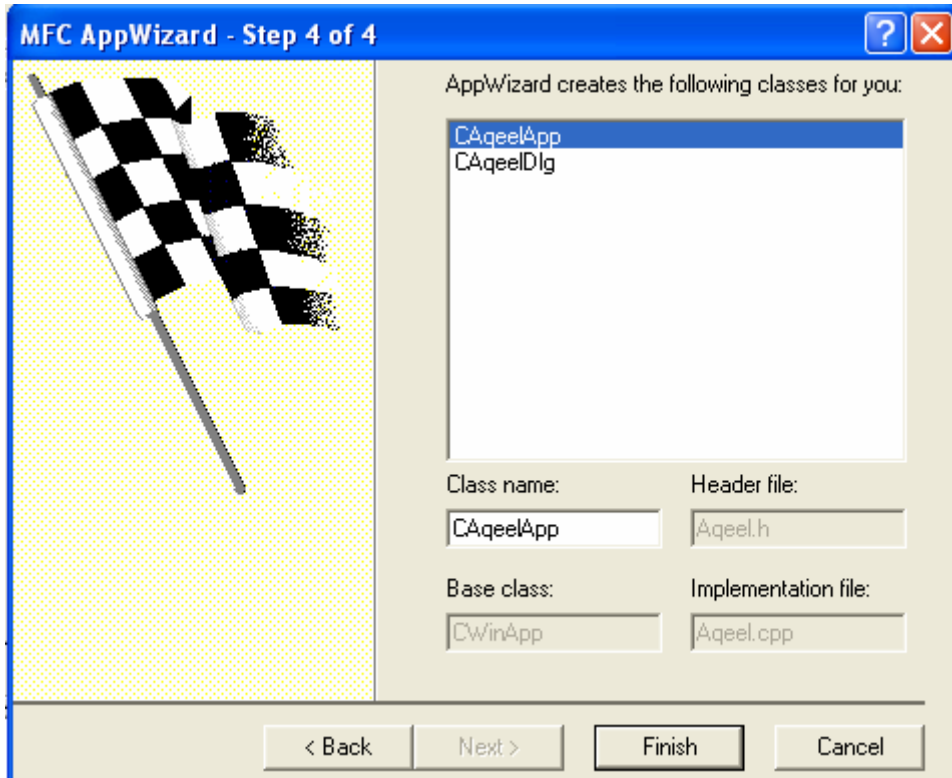 MFC AppWizard - Step 4 of 4
?
AppWizard creates the following classes for you:
CAqeelApp
CAqeelDlg
Class name:
Header file:
CAqeelApp
Aqeel.h
Base class:
Implementation file:
CWinApp
Aqeel.cpp
< Back
Next >
Finish
Cancel